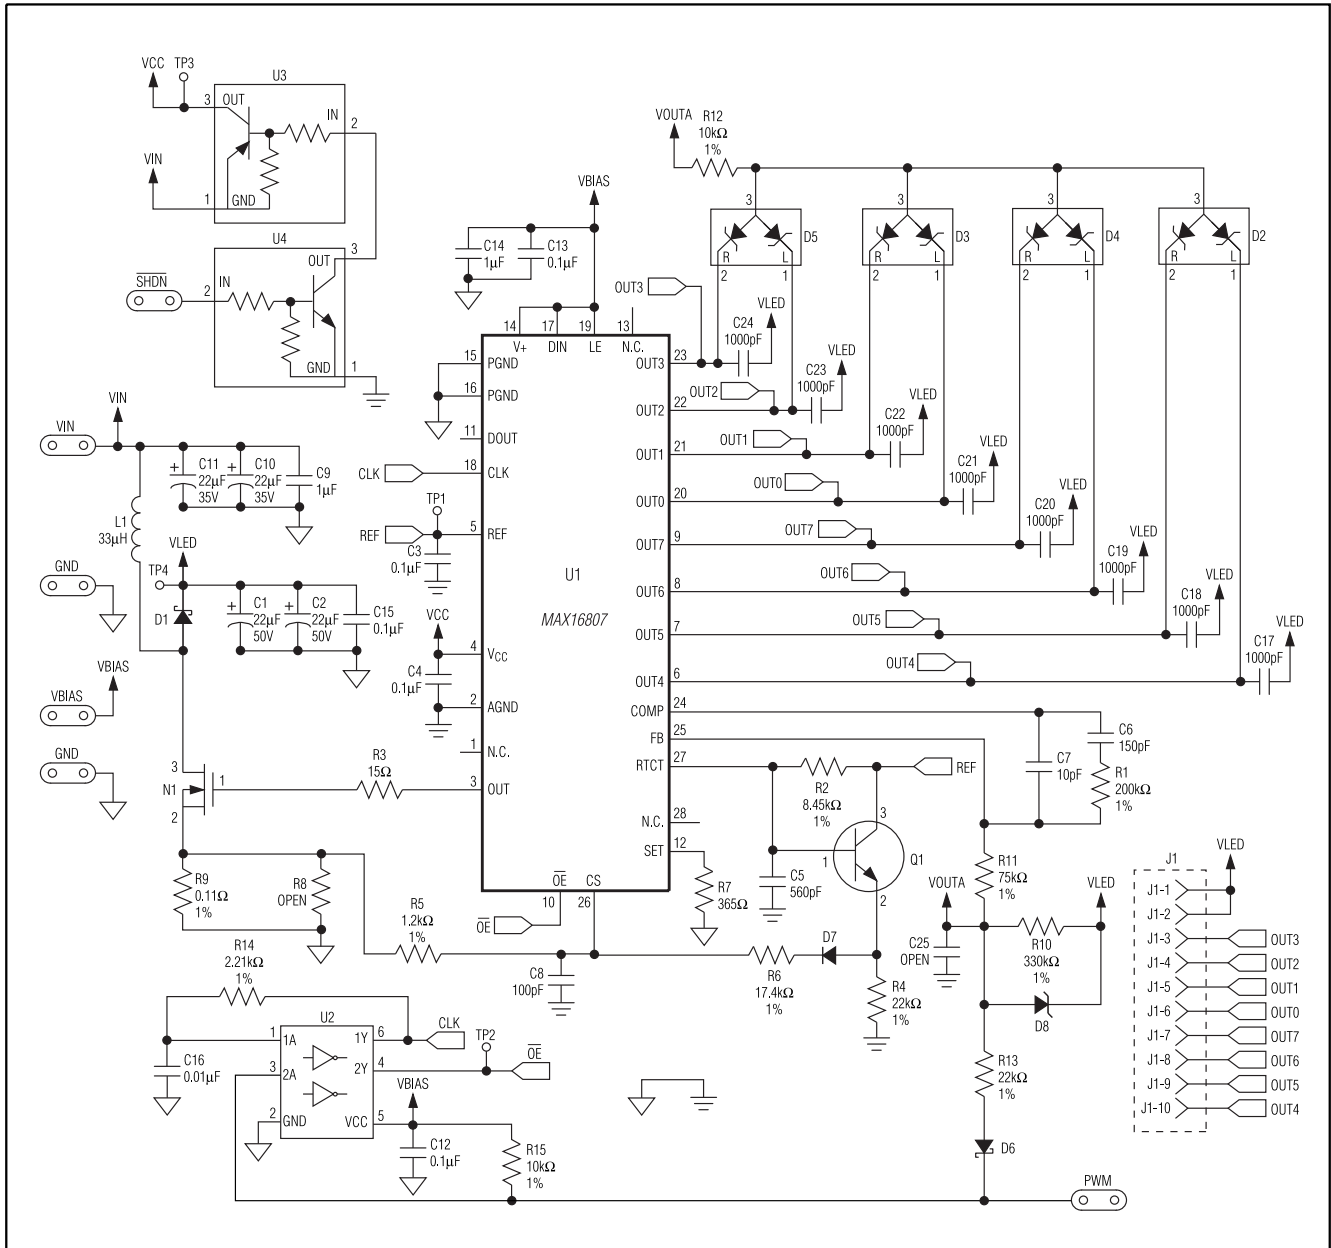 VCC
TP3
U3
3
OUT
IN
2
VIN
1
GND
U4
3
OUT
SHDN
2
IN
GND
1
VIN
VIN
C11
22µF
35V
C10
22µF
35V
C9
1µF
L1
33µH
VLED
TP4
GND
D1
C1
22µF
50V
C2
22µF
50V
C15
0.1µF
VBIAS
VBIAS
GND
3
N1
1
2
R3
15Ω
R9
0.11Ω
1%
R8
OPEN
R5
1.2kΩ
1%
R14
2.21kΩ
1%
U2
1
1A
1Y
6
CLK
3
2A
2Y
4
TP2
OE
C16
0.01µF
2
GND
VCC
5
VBIAS
C12
0.1µF
R15
10kΩ
1%
VBIAS
C14
1µF
C13
0.1µF
14
17
19
13
V+
DIN
LE
N.C.
15
PGND
16
PGND
11
DOUT
CLK
18
CLK
TP1
REF
5
REF
C3
0.1µF
VCC
4
VCC
C4
0.1µF
2
AGND
1
N.C.
3
OUT
U1
MAX16807
OE
CS
10
26
OE
C8
100pF
OUT3
23
OUT2
22
OUT1
21
OUT0
20
OUT7
9
OUT6
8
OUT5
7
OUT4
6
COMP
24
FB
25
RTCT
27
N.C.
28
SET
12
VOUTA
R12
10kΩ
1%
3
D5
R
L
2
1
3
D3
R
L
2
1
3
D4
R
L
2
1
3
D2
R
L
2
1
OUT3
C24
1000pF
VLED
OUT2
C23
1000pF
VLED
OUT1
C22
1000pF
VLED
OUT0
C21
1000pF
VLED
OUT7
C20
1000pF
VLED
OUT6
C19
1000pF
VLED
OUT5
C18
1000pF
VLED
OUT4
C17
1000pF
VLED
C6
150pF
C7
10pF
R1
200kΩ
1%
R2
8.45kΩ
1%
REF
3
1
Q1
2
C5
560pF
R7
365Ω
R6
17.4kΩ
1%
D7
R4
22kΩ
1%
R11
75kΩ
1%
VOUTA
C25
OPEN
R10
330kΩ
1%
VLED
D8
R13
22kΩ
1%
D6
PWM
J1
VLED
J1-1
J1-2
J1-3
OUT3
J1-4
OUT2
J1-5
OUT1
J1-6
OUT0
J1-7
OUT7
J1-8
OUT6
J1-9
OUT5
J1-10
OUT4